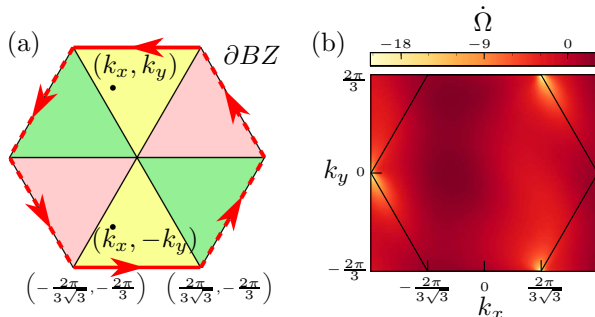 (a)
∂BZ
(k_x, k_y)
(k_x, -k_y)
(-2π/3√3, -2π/3) (2π/3√3, -2π/3)
(b)
Ω̇
-18 -9 0
2π/3
k_y 0
-2π/3
-2π/3√3 0 2π/3√3
k_x